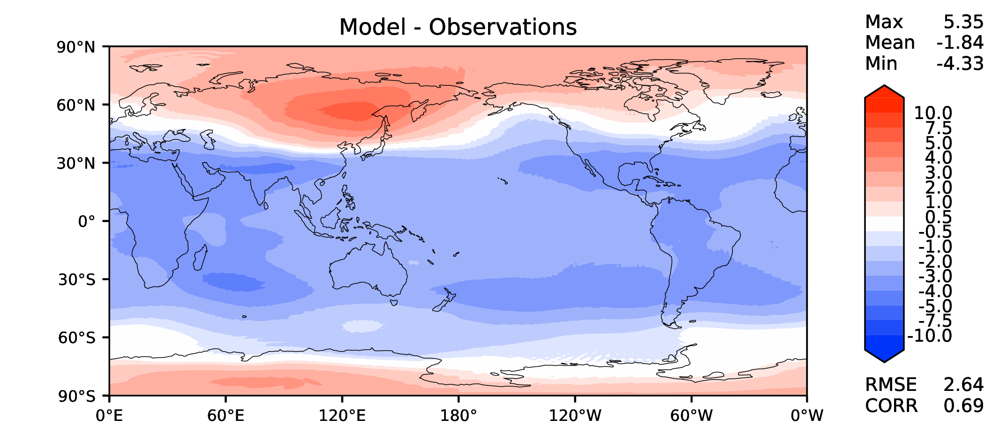 Model - Observations
Max 5.35
Mean -1.84
Min -4.33
90°N
60°N
30°N
0°
30°S
60°S
90°S
0°E 60°E 120°E 180° 120°W 60°W 0°W
10.0
7.5
5.0
4.0
3.0
2.0
1.0
0.5
-0.5
-1.0
-2.0
-3.0
-4.0
-5.0
-7.5
-10.0
RMSE 2.64
CORR 0.69